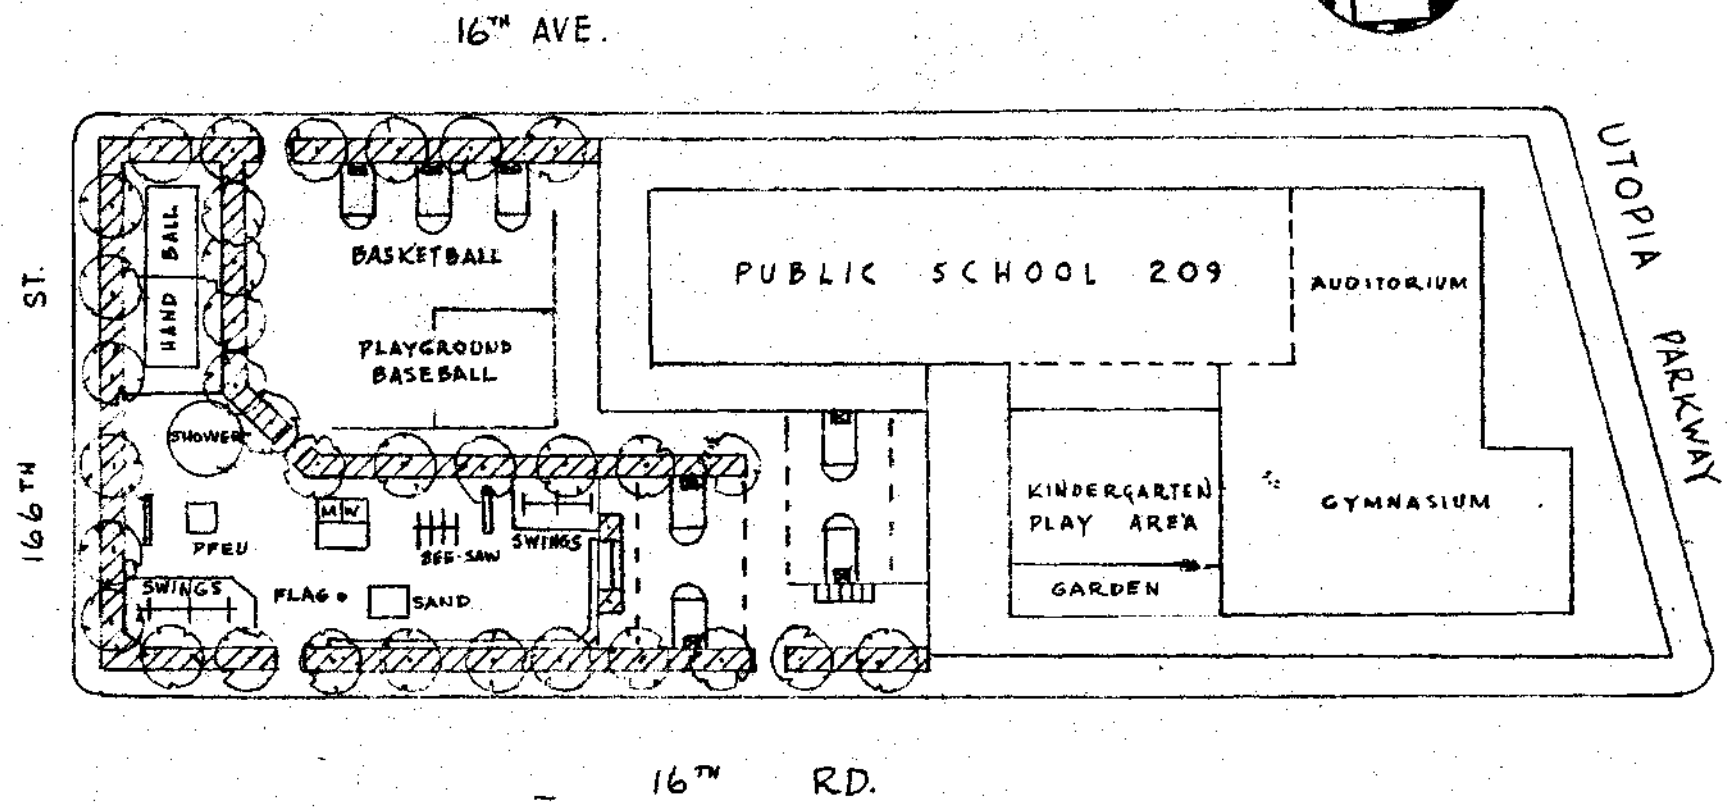 16TH AVE.
UTOPIA PARKWAY
166TH ST.
HAND BALL
BASKETBALL
PUBLIC SCHOOL 209
AUDITORIUM
PLAYGROUND
BASEBALL
SHOWER
KINDERGARTEN
PLAY AREA
GYMNASIUM
M W
SEE-SAW
SWINGS
SWINGS
FLAG
SAND
GARDEN
16TH RD.